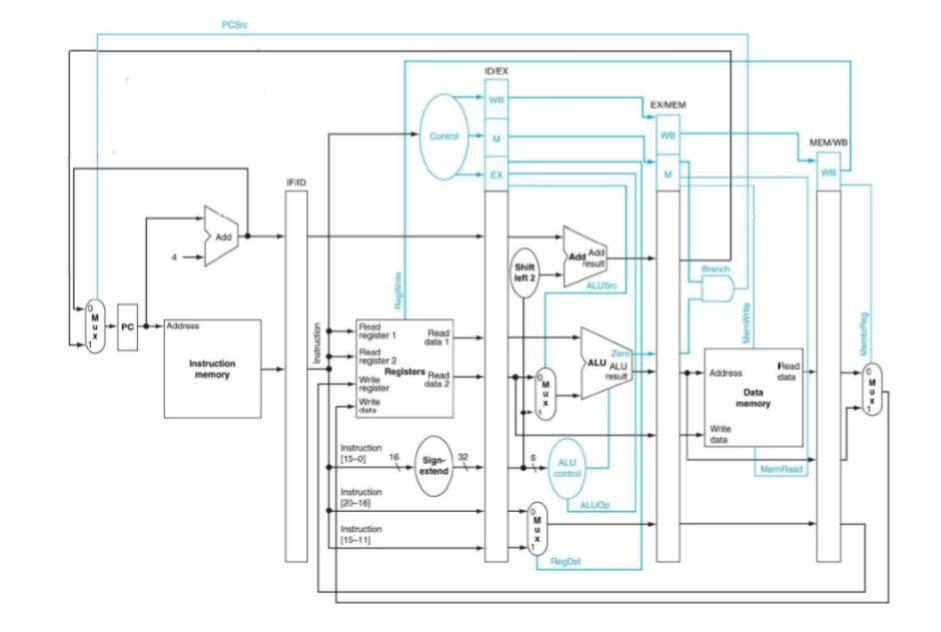 PCSrc
ID/EX
WB
EX/MEM
Control
M
WB
MEM/WB
EX
M
WB
IF/ID
Add
4
Add Add
result
Shift
left 2
ALUSrc
Branch
RegWrite
MemWrite
MemtoReg
0
M
u
x
1
PC
Address
Instruction
memory
Instruction
Read
register 1
Read
data 1
Read
register 2
Registers
Read
data 2
Write
register
Write
data
Zero
ALU ALU
result
0
M
u
x
1
Address
Read
data
Data
memory
Write
data
0
M
u
x
1
Instruction
[15–0]
16
Sign-
extend
32
6
ALU
control
MemRead
Instruction
[20–16]
ALUOp
Instruction
[15–11]
0
M
u
x
1
RegDst